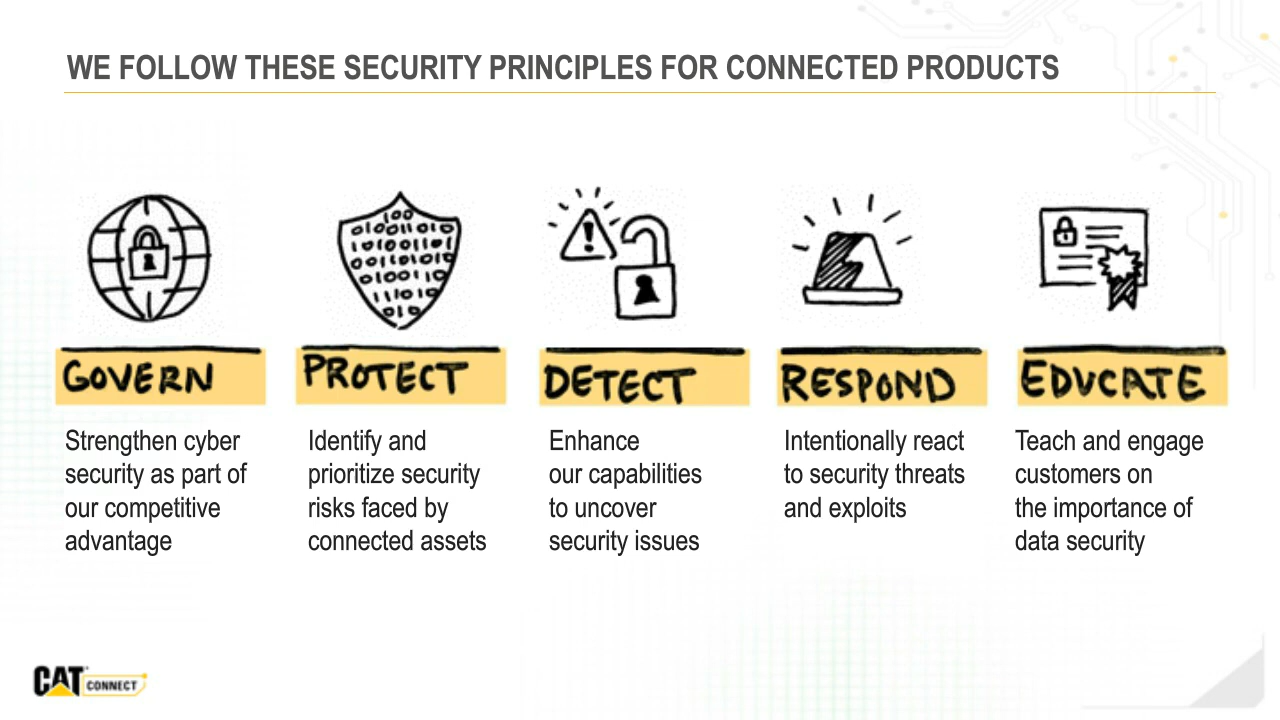 WE FOLLOW THESE SECURITY PRINCIPLES FOR CONNECTED PRODUCTS
GOVERN
Strengthen cyber
security as part of
our competitive
advantage
PROTECT
Identify and
prioritize security
risks faced by
connected assets
DETECT
Enhance
our capabilities
to uncover
security issues
RESPOND
Intentionally react
to security threats
and exploits
EDUCATE
Teach and engage
customers on
the importance of
data security
CAT CONNECT